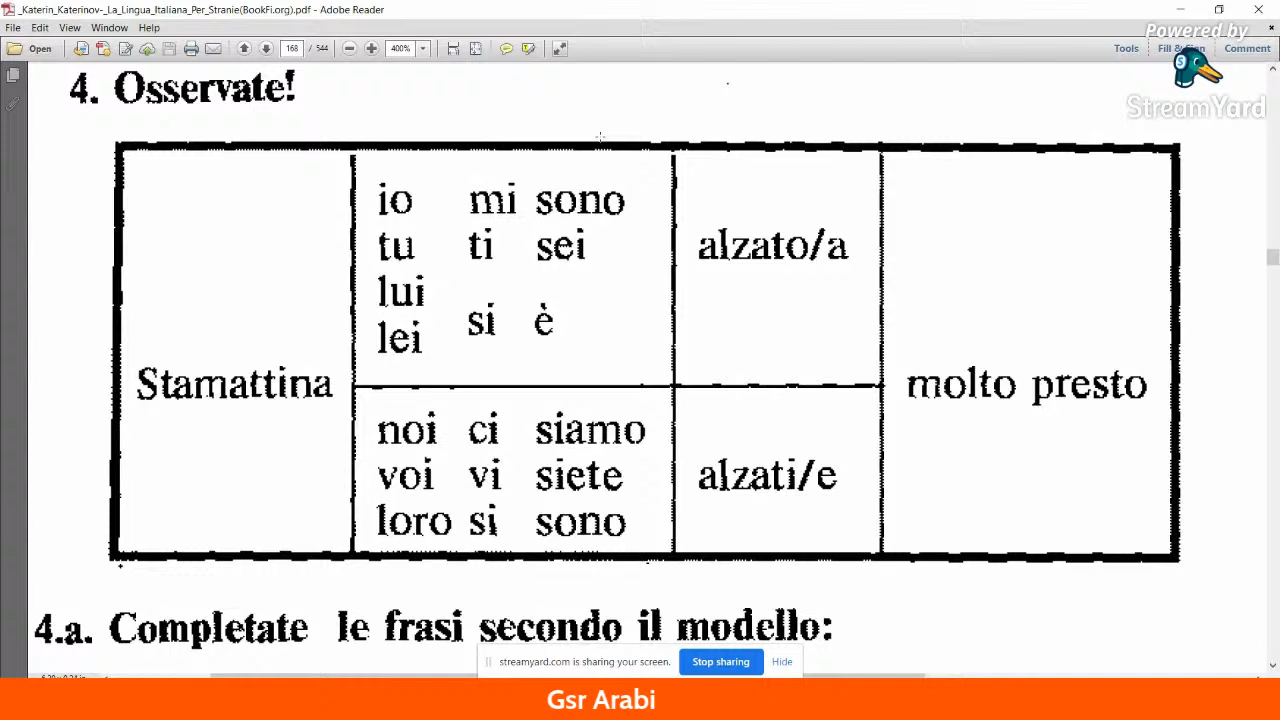 _Katerin_Katerinov-_La_Lingua_Italiana_Per_Stranie(BookFi.org).pdf - Adobe Reader
File Edit View Window Help
Open 168 / 544 400% Tools Fill & Sign Comment
Powered by
StreamYard
4. Osservate!
io mi sono
tu ti sei alzato/a
lui
si è
lei
Stamattina molto presto
noi ci siamo
voi vi siete alzati/e
loro si sono
4.a. Completate le frasi secondo il modello:
streamyard.com is sharing your screen. Stop sharing Hide
Gsr Arabi